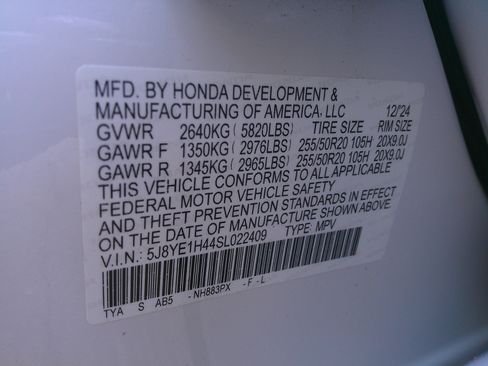 MFD. BY HONDA DEVELOPMENT &
MANUFACTURING OF AMERICA, LLC 12/'24
GVWR 2640KG ( 5820LBS) TIRE SIZE RIM SIZE
GAWR F 1350KG ( 2976LBS) 255/50R20 105H 20X9.0J
GAWR R 1345KG ( 2965LBS) 255/50R20 105H 20X9.0J
THIS VEHICLE CONFORMS TO ALL APPLICABLE
FEDERAL MOTOR VEHICLE SAFETY
AND THEFT PREVENTION STANDARDS IN EFFECT
ON THE DATE OF MANUFACTURE SHOWN ABOVE.
V.I.N.: 5J8YE1H44SL022409 TYPE: MPV
TYA S AB5 -NH883PX -F-L